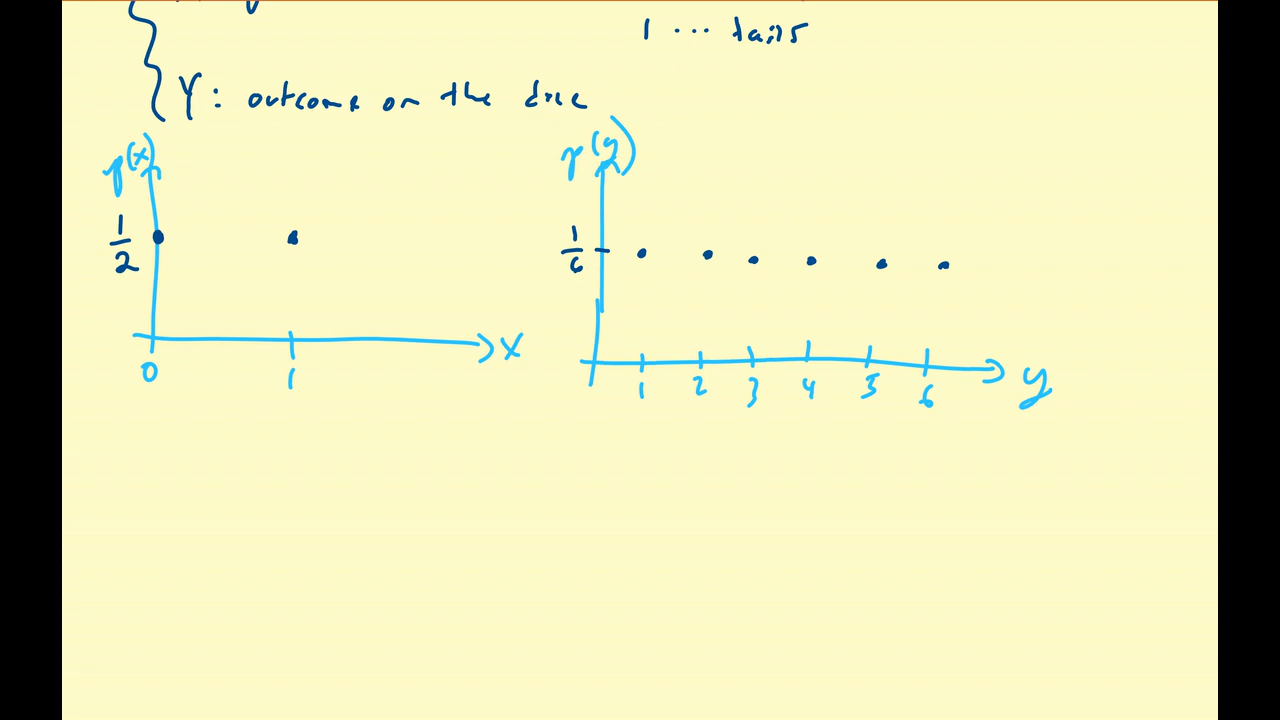 1 ... tails
Y: outcome on the dice
p(x)
1/2
0 1 x
p(y)
1/6
1 2 3 4 5 6 y